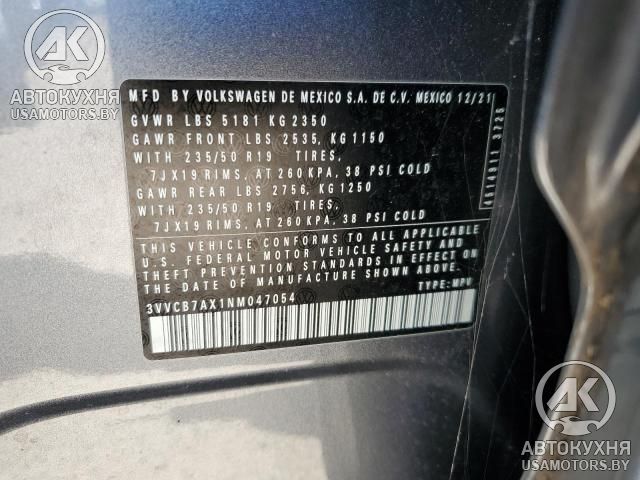 AK
АВТОКУХНЯ
USAMOTORS.BY
MFD BY VOLKSWAGEN DE MEXICO S.A. DE C.V. MEXICO 12/21
GVWR LBS 5181 KG 2350
GAWR FRONT LBS 2535, KG 1150
WITH 235/50 R19 TIRES,
7JX19 RIMS, AT 260 KPA, 38 PSI COLD
GAWR REAR LBS 2756, KG 1250
WITH 235/50 R19 TIRES,
7JX19 RIMS, AT 260 KPA, 38 PSI COLD
THIS VEHICLE CONFORMS TO ALL APPLICABLE
U.S. FEDERAL MOTOR VEHICLE SAFETY AND
THEFT PREVENTION STANDARDS IN EFFECT ON
THE DATE OF MANUFACTURE SHOWN ABOVE.
3VVCB7AX1NM047054
TYPE: MPV
AK
АВТОКУХНЯ
USAMOTORS.BY